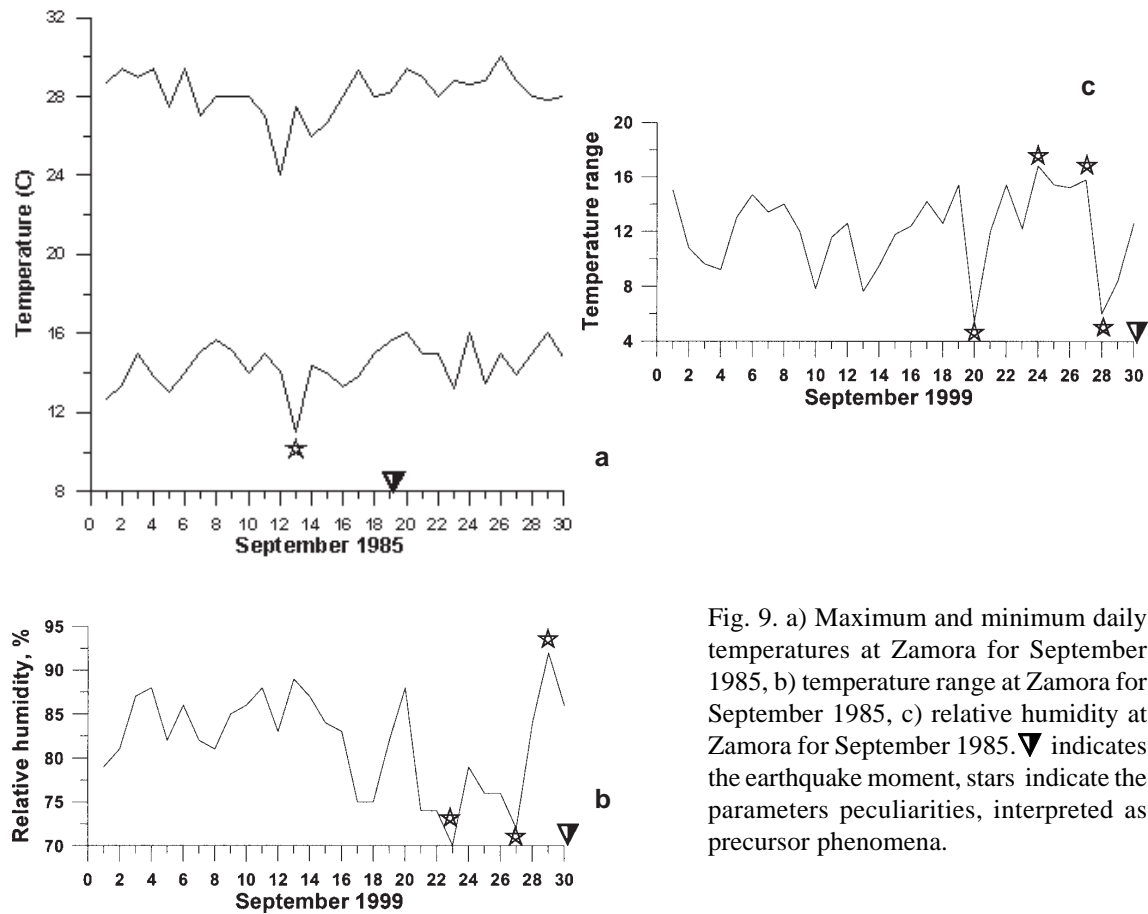 32
28
24
20
16
12
8
Temperature (C)
0 2 4 6 8 10 12 14 16 18 20 22 24 26 28 30
September 1985
a
c
20
16
12
8
4
Temperature range
0 2 4 6 8 10 12 14 16 18 20 22 24 26 28 30
September 1999
95
90
85
80
75
70
Relative humidity, %
0 2 4 6 8 10 12 14 16 18 20 22 24 26 28 30
September 1999
b
Fig. 9. a) Maximum and minimum daily
temperatures at Zamora for September
1985, b) temperature range at Zamora for
September 1985, c) relative humidity at
Zamora for September 1985. indicates
the earthquake moment, stars indicate the
parameters peculiarities, interpreted as
precursor phenomena.